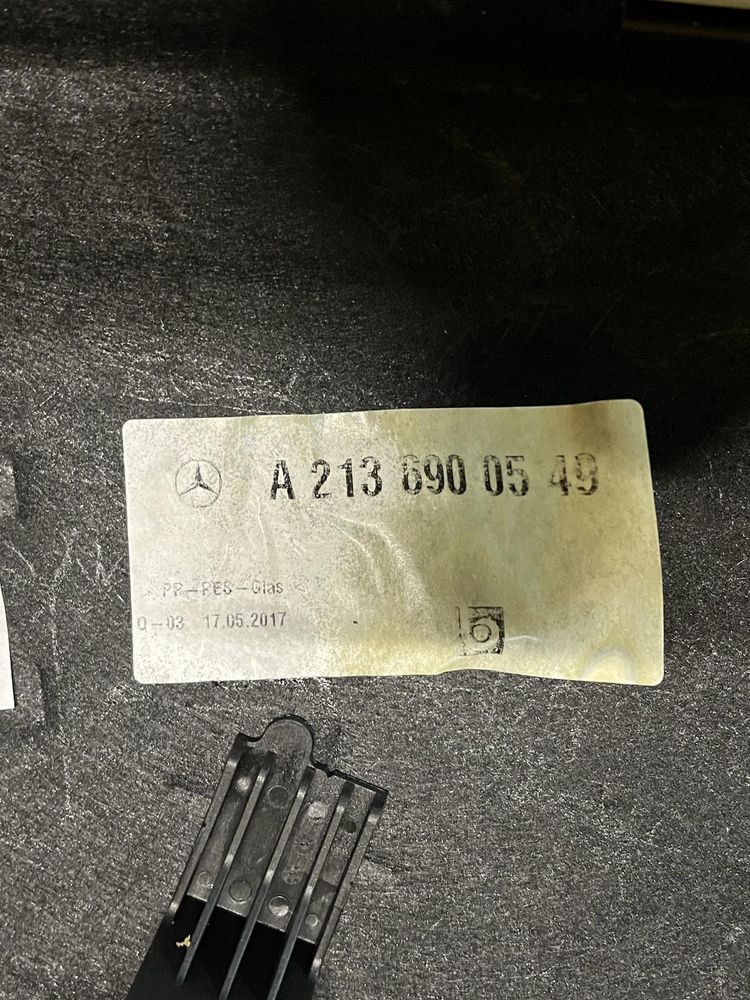 A 213 690 05 49
> PP-PES-Glas <
Q-03 17.05.2017